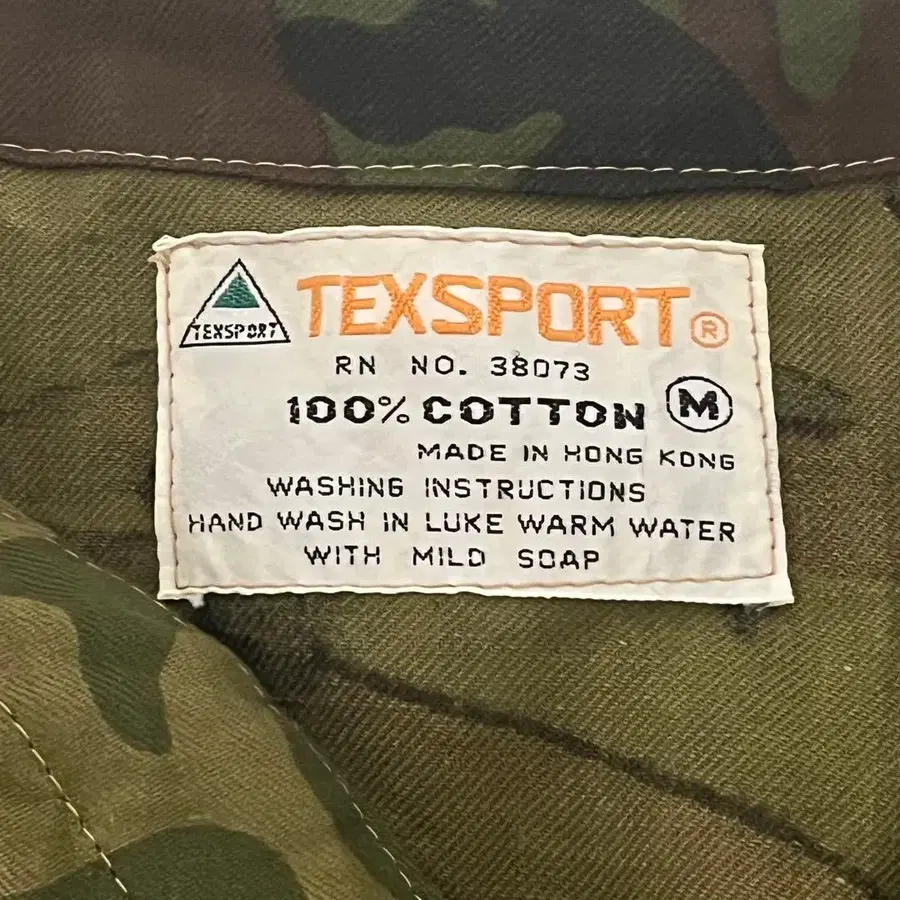 TEXSPORT
TEXSPORT®
RN NO. 38073
100% COTTON M
MADE IN HONG KONG
WASHING INSTRUCTIONS
HAND WASH IN LUKE WARM WATER
WITH MILD SOAP